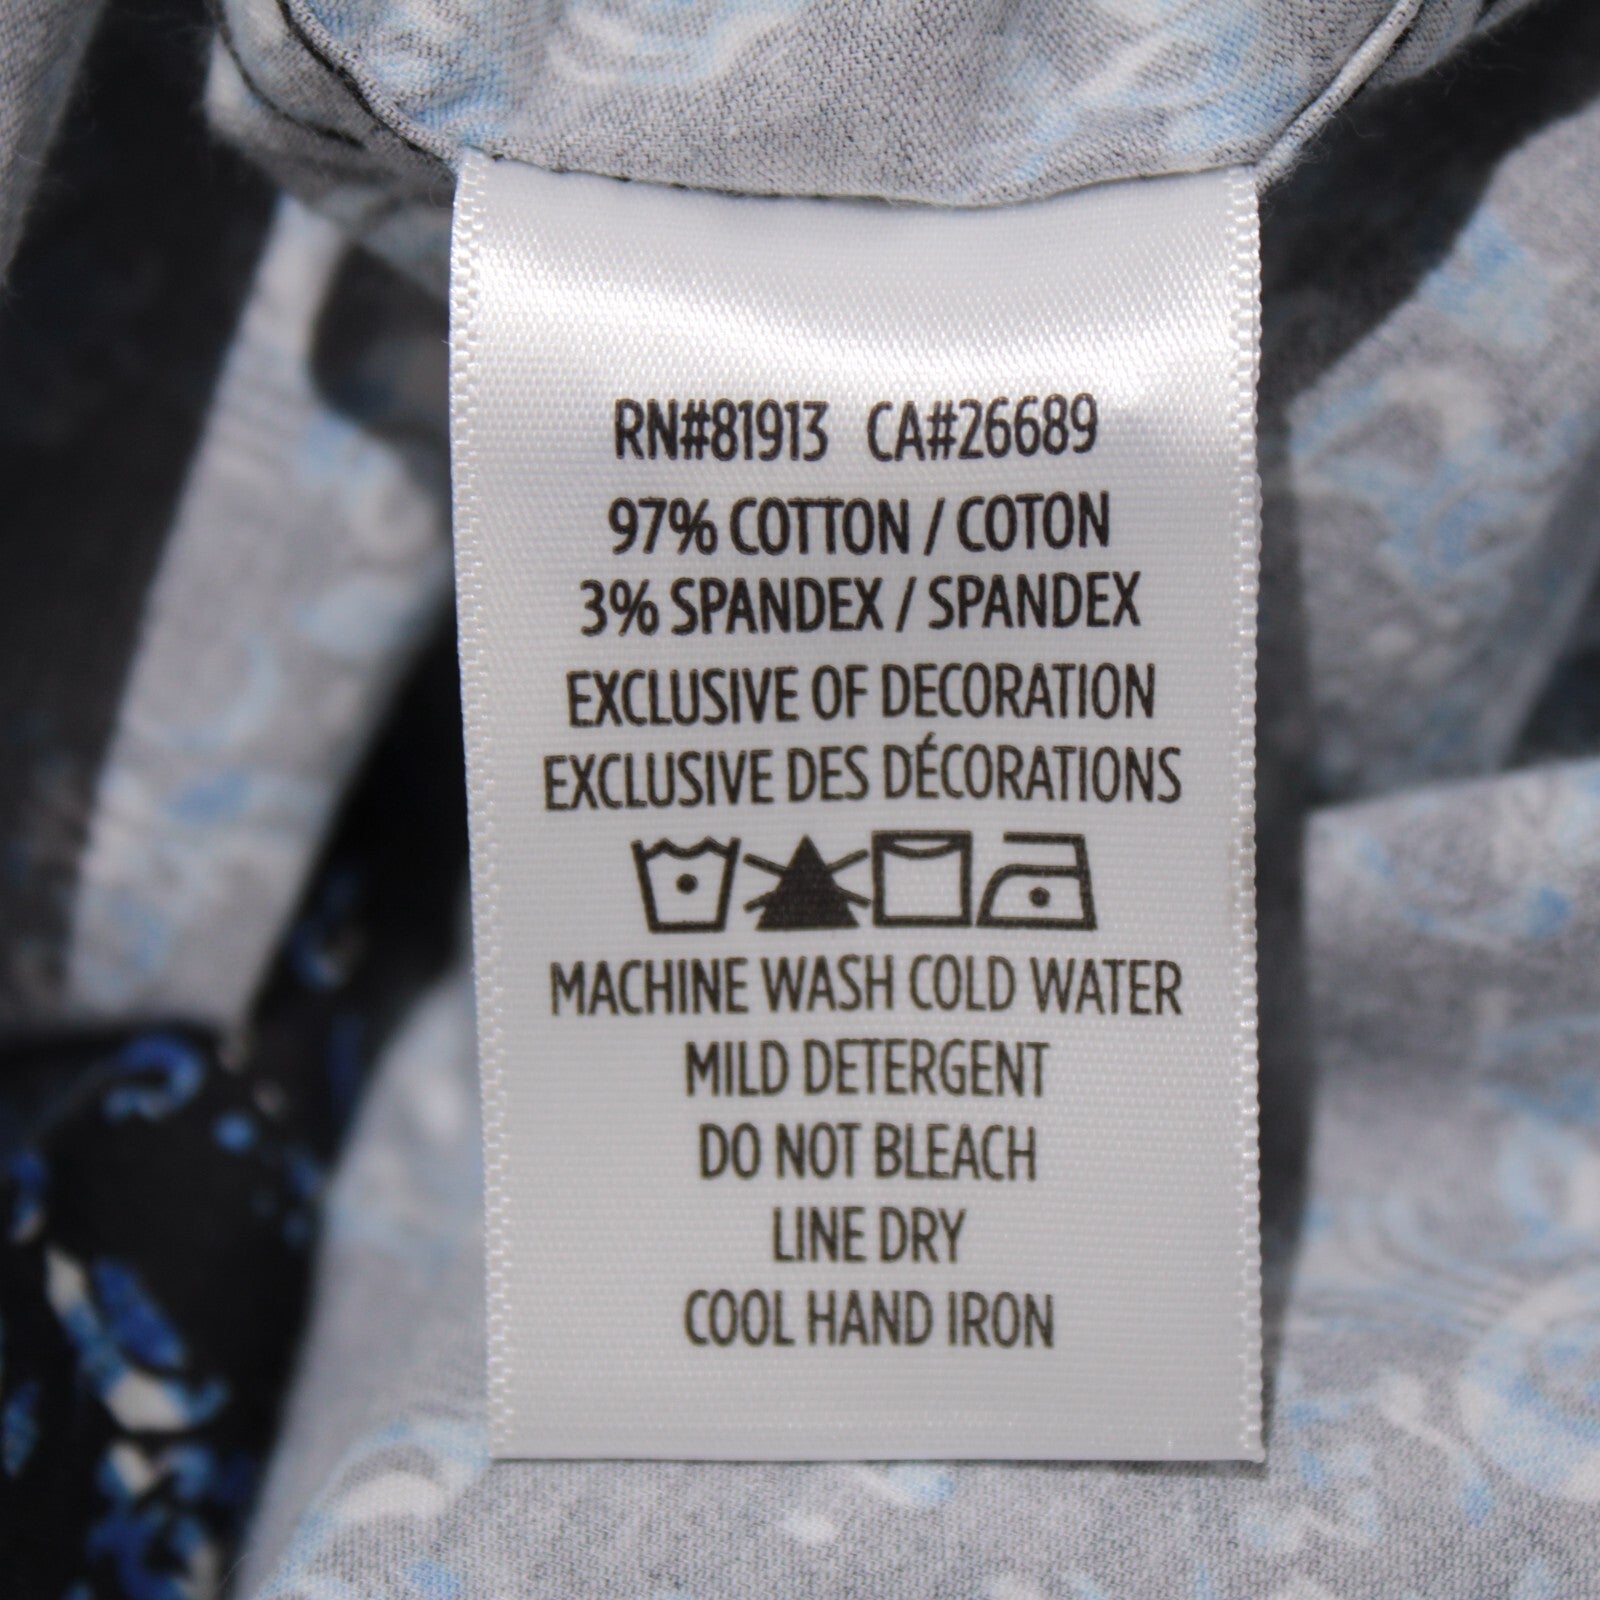 RN#81913 CA#26689
97% COTTON / COTON
3% SPANDEX / SPANDEX
EXCLUSIVE OF DECORATION
EXCLUSIVE DES DÉCORATIONS
MACHINE WASH COLD WATER
MILD DETERGENT
DO NOT BLEACH
LINE DRY
COOL HAND IRON